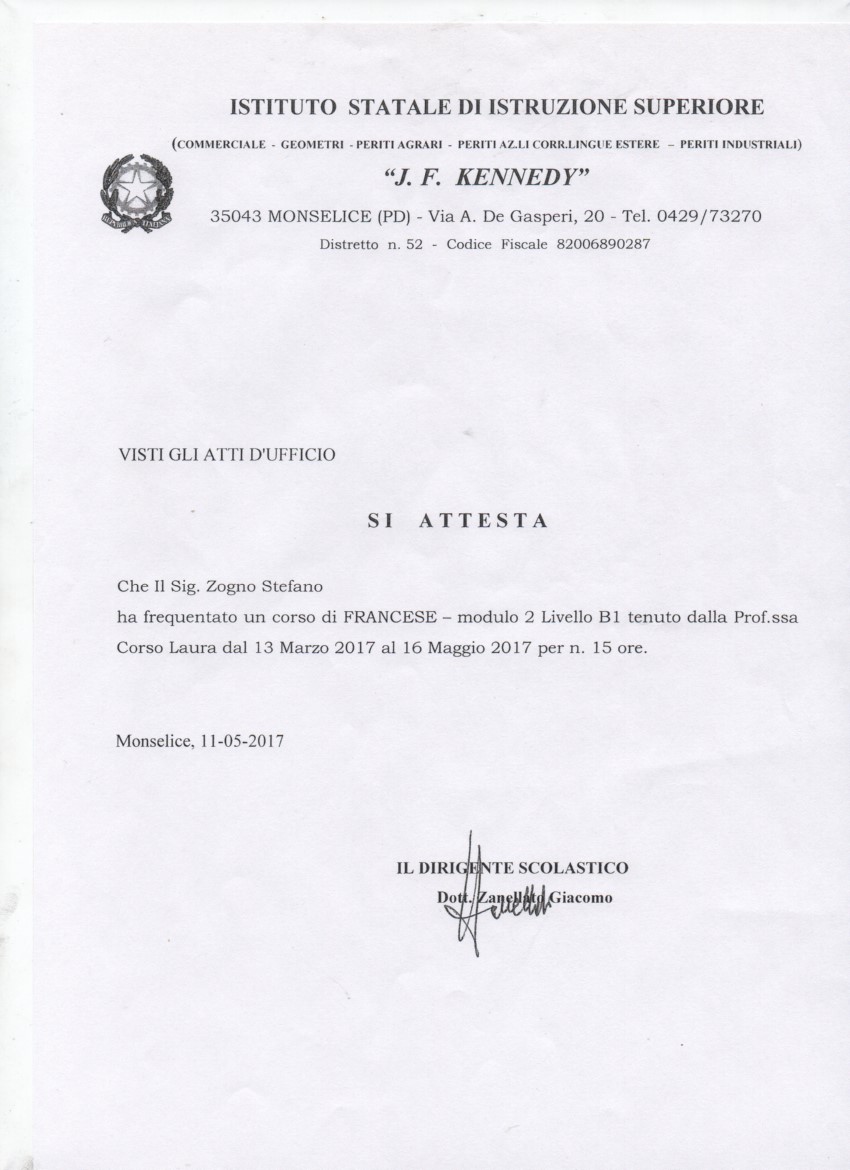 ISTITUTO STATALE DI ISTRUZIONE SUPERIORE
(COMMERCIALE - GEOMETRI - PERITI AGRARI - PERITI AZ.LI CORR.LINGUE ESTERE – PERITI INDUSTRIALI)
“J. F. KENNEDY”
35043 MONSELICE (PD) - Via A. De Gasperi, 20 - Tel. 0429/73270
Distretto n. 52 - Codice Fiscale 82006890287
VISTI GLI ATTI D'UFFICIO
SI ATTESTA
Che Il Sig. Zogno Stefano
ha frequentato un corso di FRANCESE – modulo 2 Livello B1 tenuto dalla Prof.ssa
Corso Laura dal 13 Marzo 2017 al 16 Maggio 2017 per n. 15 ore.
Monselice, 11-05-2017
IL DIRIGENTE SCOLASTICO
Dott. Zanellato Giacomo